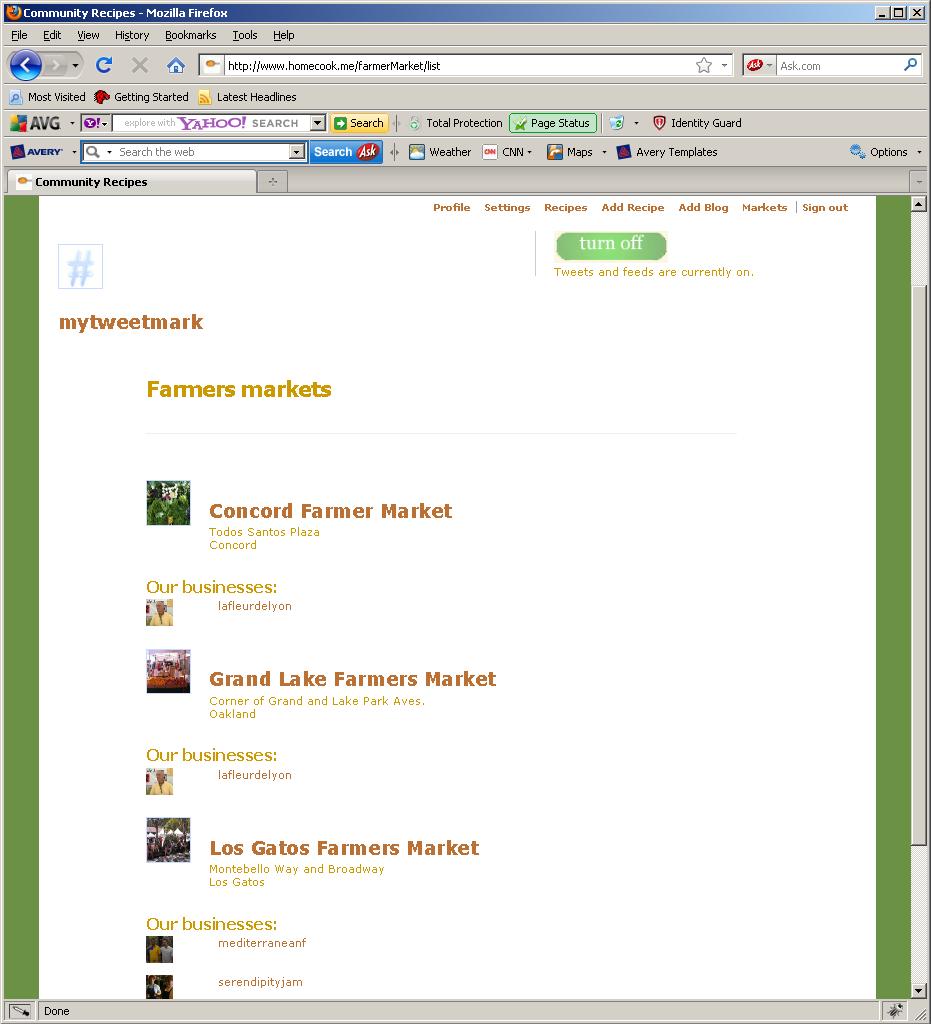 Community Recipes - Mozilla Firefox
File Edit View History Bookmarks Tools Help
http://www.homecook.me/farmerMarket/list
Ask Ask.com
Most Visited Getting Started Latest Headlines
AVG Y! explore with YAHOO! SEARCH Search Total Protection Page Status Identity Guard
AVERY Search the web Search Ask Weather CNN CNN Maps Avery Templates Options
Community Recipes
Profile Settings Recipes Add Recipe Add Blog Markets Sign out
#
turn off
Tweets and feeds are currently on.
mytweetmark
Farmers markets
Concord Farmer Market
Todos Santos Plaza
Concord
Our businesses:
lafleurdelyon
Grand Lake Farmers Market
Corner of Grand and Lake Park Aves.
Oakland
Our businesses:
lafleurdelyon
Los Gatos Farmers Market
Montebello Way and Broadway
Los Gatos
Our businesses:
mediterraneanf
serendipityjam
Done